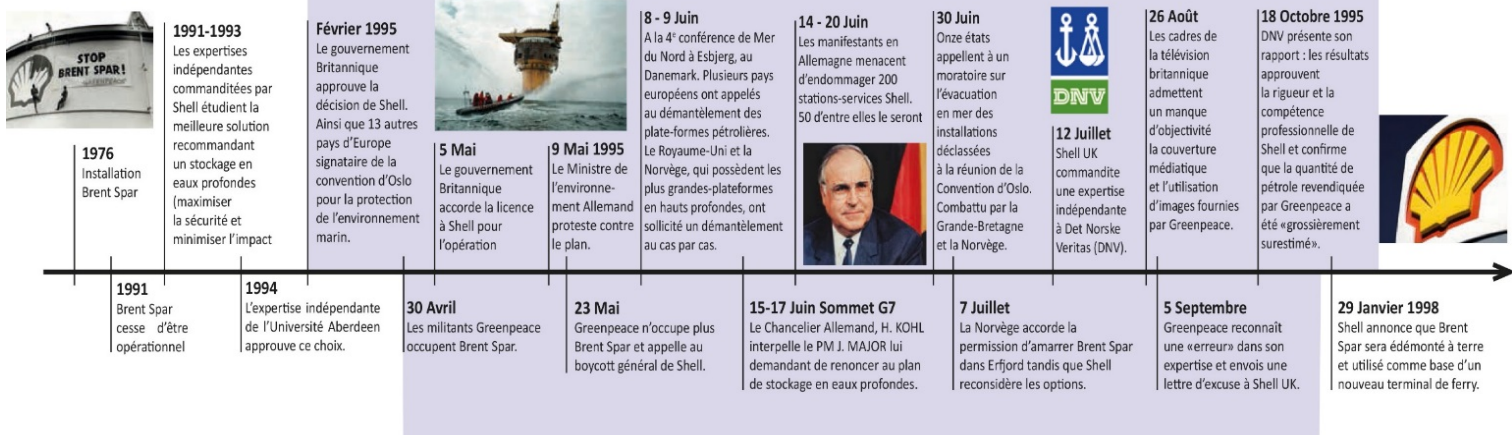 STOP
BRENT SPAR!
GREENPEACE
1976
Installation
Brent Spar
1991
Brent Spar
cesse d'être
opérationnel
1991-1993
Les expertises
indépendantes
commanditées par
Shell étudient la
meilleure solution
recommandant
un stockage en
eaux profondes
(maximiser
la sécurité et
minimiser l'impact
1994
L'expertise indépendante
de l'Université Aberdeen
approuve ce choix.
Février 1995
Le gouvernement
Britannique
approuve la
décision de Shell.
Ainsi que 13 autres
pays d'Europe
signataire de la
convention d'Oslo
pour la protection
de l'environnement
marin.
30 Avril
Les militants Greenpeace
occupent Brent Spar.
5 Mai
Le gouvernement
Britannique
accorde la licence
à Shell pour
l'opération
9 Mai 1995
Le Ministre de
l'environne-
ment Allemand
proteste contre
le plan.
23 Mai
Greenpeace n'occupe plus
Brent Spar et appelle au
boycott général de Shell.
8 - 9 Juin
A la 4e conférence de Mer
du Nord à Esbjerg, au
Danemark. Plusieurs pays
européens ont appelés
au démantèlement des
plate-formes pétrolières.
Le Royaume-Uni et la
Norvège, qui possèdent les
plus grandes-plateformes
en hauts profondes, ont
sollicité un démantèlement
au cas par cas.
15-17 Juin Sommet G7
Le Chancelier Allemand, H. KOHL
interpelle le PM J. MAJOR lui
demandant de renoncer au plan
de stockage en eaux profondes.
14 - 20 Juin
Les manifestants en
Allemagne menacent
d'endommager 200
stations-services Shell.
50 d'entre elles le seront
30 Juin
Onze états
appellent à un
moratoire sur
l'évacuation
en mer des
installations
déclassées
à la réunion de la
Convention d'Oslo.
Combattu par la
Grande-Bretagne
et la Norvège.
7 Juillet
La Norvège accorde la
permission d'amarrer Brent Spar
dans Erfjord tandis que Shell
reconsidère les options.
DNV
12 Juillet
Shell UK
commandite
une expertise
indépendante
à Det Norske
Veritas (DNV).
26 Août
Les cadres de
la télévision
britannique
admettent
un manque
d'objectivité
la couverture
médiatique
et l'utilisation
d'images fournies
par Greenpeace.
5 Septembre
Greenpeace reconnaît
une «erreur» dans son
expertise et envois une
lettre d'excuse à Shell UK.
18 Octobre 1995
DNV présente son
rapport : les résultats
approuvent
la rigueur et la
compétence
professionnelle de
Shell et confirme
que la quantité de
pétrole revendiquée
par Greenpeace a
été «grossièrement
surestimé».
29 Janvier 1998
Shell annonce que Brent
Spar sera édémonté à terre
et utilisé comme base d'un
nouveau terminal de ferry.